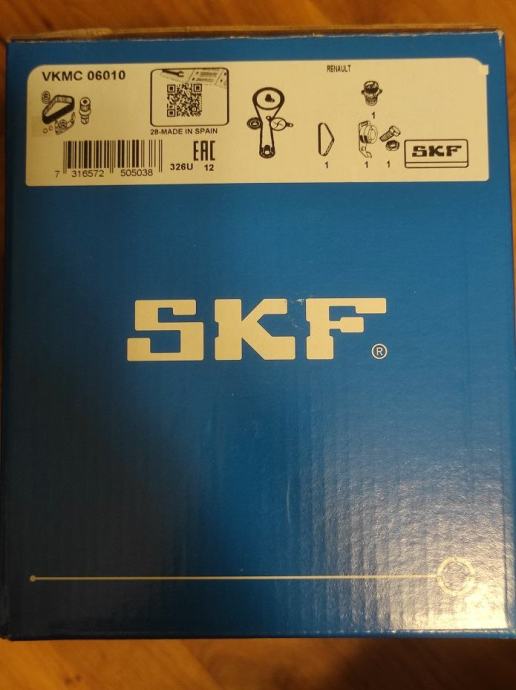 VKMC 06010
RENAULT
1
28-MADE IN SPAIN
EAC
326U 12
7 316572 505038
1 1 1
SKF
SKF®